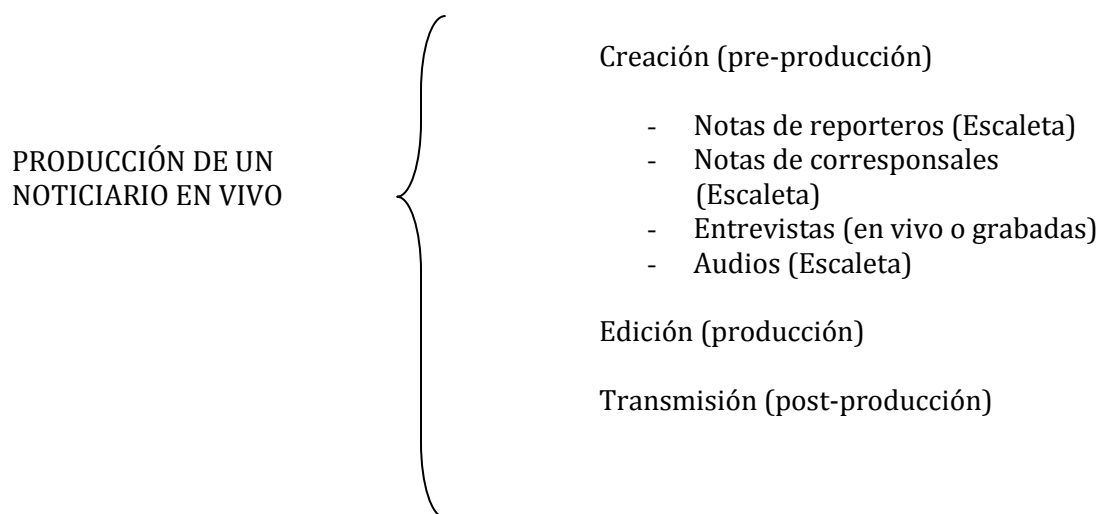 PRODUCCIÓN DE UN
NOTICIARIO EN VIVO
Creación (pre-producción)
- Notas de reporteros (Escaleta)
- Notas de corresponsales
(Escaleta)
- Entrevistas (en vivo o grabadas)
- Audios (Escaleta)
Edición (producción)
Transmisión (post-producción)